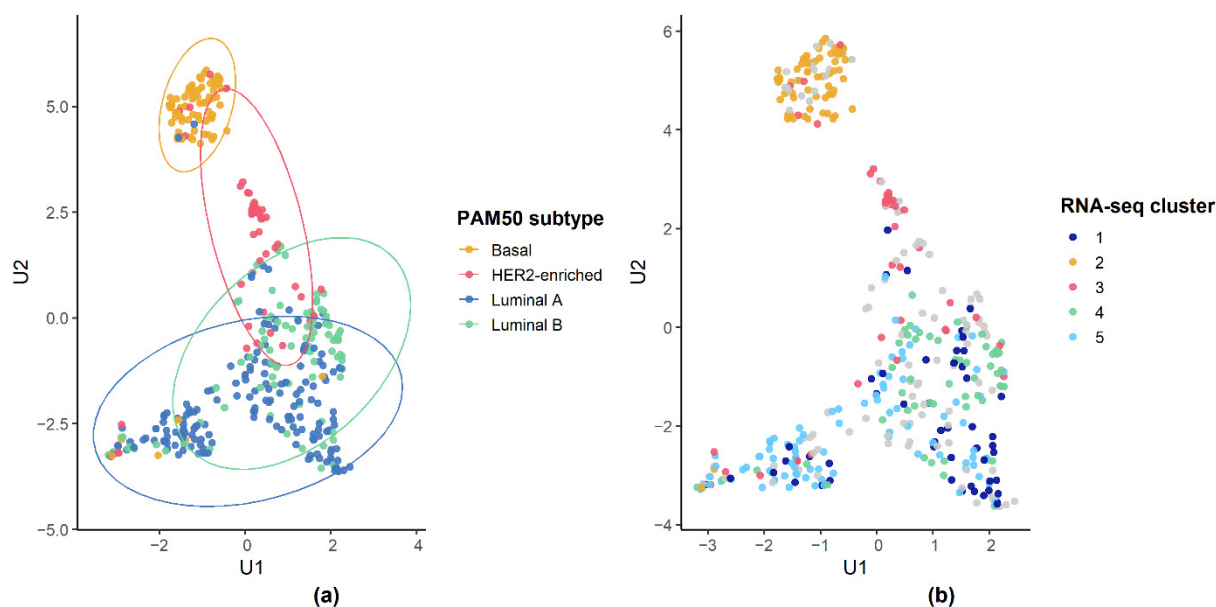 5.0
2.5
0.0
−2.5
−5.0
U2
−2
0
2
4
U1
(a)
PAM50 subtype
Basal
HER2-enriched
Luminal A
Luminal B
6
4
2
0
−2
−4
U2
−3
−2
−1
0
1
2
U1
(b)
RNA-seq cluster
1
2
3
4
5